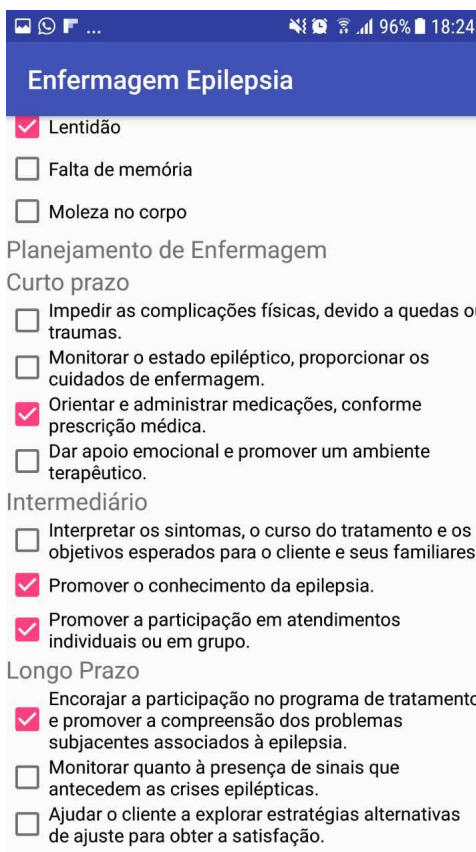 ... 96% 18:24
Enfermagem Epilepsia
Lentidão
Falta de memória
Moleza no corpo
Planejamento de Enfermagem
Curto prazo
Impedir as complicações físicas, devido a quedas ou
traumas.
Monitorar o estado epiléptico, proporcionar os
cuidados de enfermagem.
Orientar e administrar medicações, conforme
prescrição médica.
Dar apoio emocional e promover um ambiente
terapêutico.
Intermediário
Interpretar os sintomas, o curso do tratamento e os
objetivos esperados para o cliente e seus familiares
Promover o conhecimento da epilepsia.
Promover a participação em atendimentos
individuais ou em grupo.
Longo Prazo
Encorajar a participação no programa de tratamento
e promover a compreensão dos problemas
subjacentes associados à epilepsia.
Monitorar quanto à presença de sinais que
antecedem as crises epilépticas.
Ajudar o cliente a explorar estratégias alternativas
de ajuste para obter a satisfação.